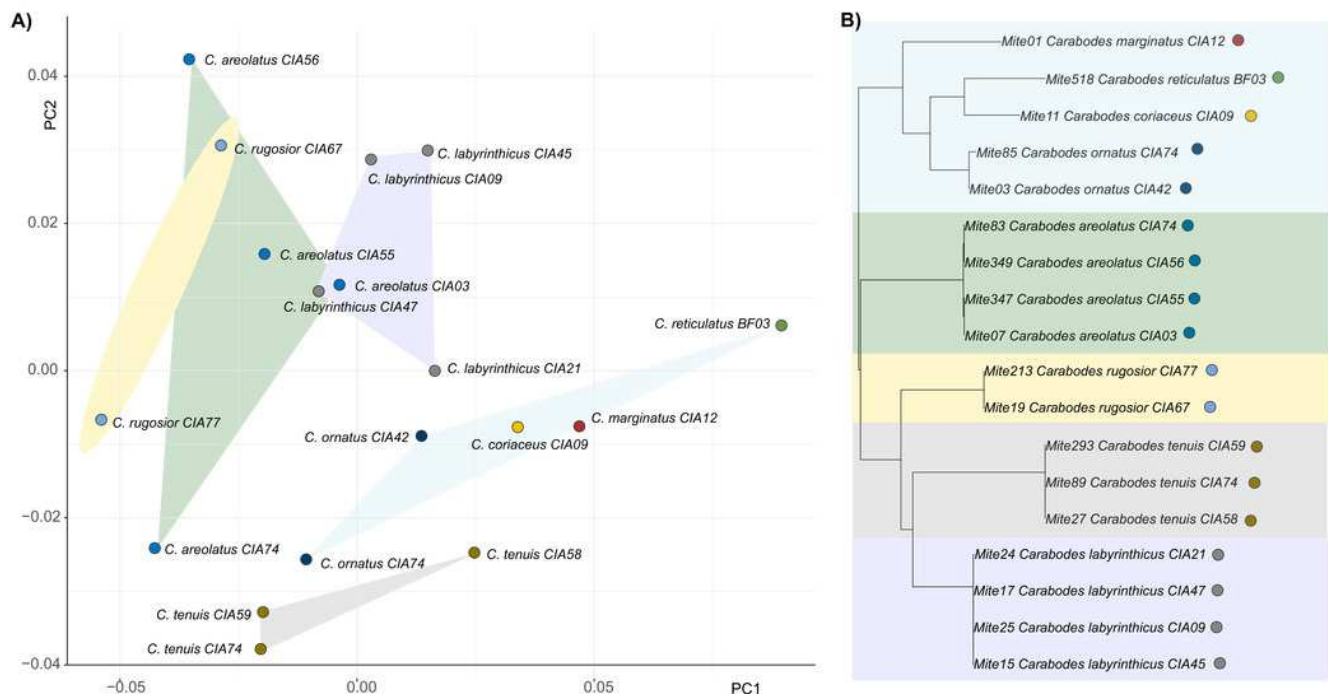 A)
PC2
0.04
0.02
0.00
−0.02
−0.04
−0.05
0.00
0.05
PC1
C. areolatus CIA56
C. rugosior CIA67
C. labyrinthicus CIA45
C. labyrinthicus CIA09
C. areolatus CIA55
C. areolatus CIA03
C. labyrinthicus CIA47
C. reticulatus BF03
C. labyrinthicus CIA21
C. rugosior CIA77
C. ornatus CIA42
C. marginatus CIA12
C. coriaceus CIA09
C. areolatus CIA74
C. ornatus CIA74
C. tenuis CIA58
C. tenuis CIA59
C. tenuis CIA74
B)
Mite01 Carabodes marginatus CIA12
Mite518 Carabodes reticulatus BF03
Mite11 Carabodes coriaceus CIA09
Mite85 Carabodes ornatus CIA74
Mite03 Carabodes ornatus CIA42
Mite83 Carabodes areolatus CIA74
Mite349 Carabodes areolatus CIA56
Mite347 Carabodes areolatus CIA55
Mite07 Carabodes areolatus CIA03
Mite213 Carabodes rugosior CIA77
Mite19 Carabodes rugosior CIA67
Mite293 Carabodes tenuis CIA59
Mite89 Carabodes tenuis CIA74
Mite27 Carabodes tenuis CIA58
Mite24 Carabodes labyrinthicus CIA21
Mite17 Carabodes labyrinthicus CIA47
Mite25 Carabodes labyrinthicus CIA09
Mite15 Carabodes labyrinthicus CIA45